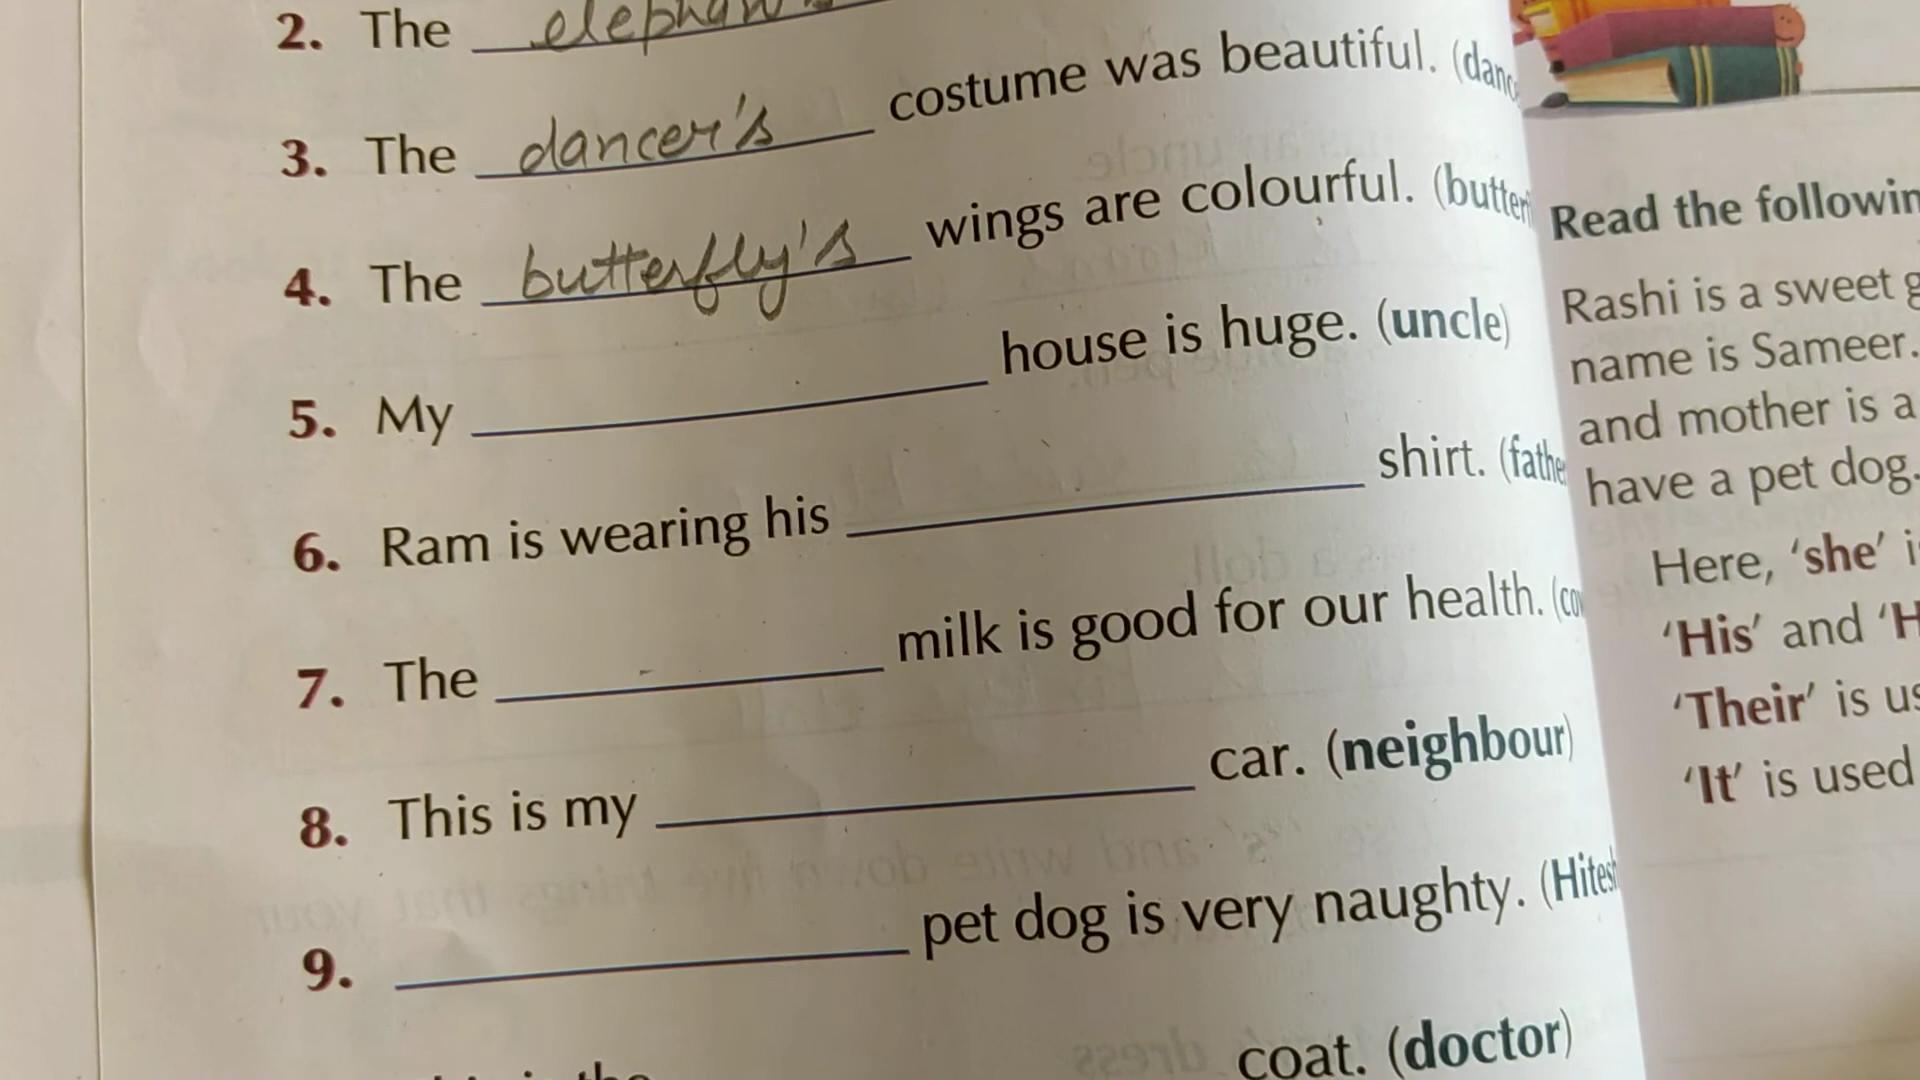 2. The
3. The dancer's costume was beautiful.
4. The butterfly's wings are colourful.
5. My house is huge. (uncle)
6. Ram is wearing his shirt.
7. The milk is good for our health.
8. This is my car. (neighbour)
9. pet dog is very naughty.
the coat. (doctor)
Read the
Rashi is a sweet
name is Sameer.
and mother is a
have a pet dog.
Here, 'she'
'His' and
'Their' is
'It' is used